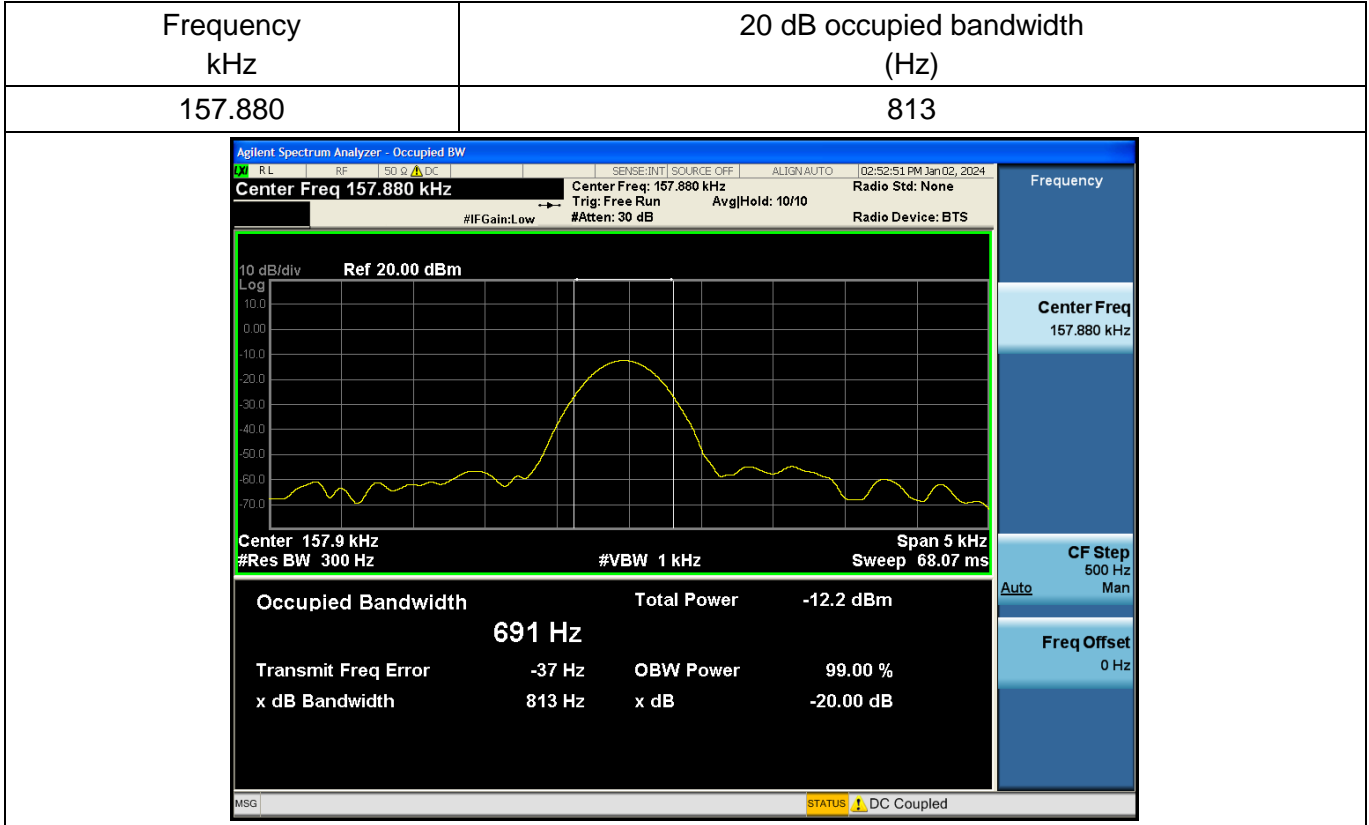 Frequency
kHz
20 dB occupied bandwidth
(Hz)
157.880
813
Agilent Spectrum Analyzer - Occupied BW
LXI RL RF 50 Ω DC SENSE:INT SOURCE OFF ALIGN AUTO 02:52:51 PM Jan 02, 2024
Center Freq 157.880 kHz
Center Freq: 157.880 kHz
Radio Std: None
Trig: Free Run Avg|Hold: 10/10
#IFGain:Low #Atten: 30 dB
Radio Device: BTS
Frequency
10 dB/div Ref 20.00 dBm
Log
10.0
0.00
-10.0
-20.0
-30.0
-40.0
-50.0
-60.0
-70.0
Center 157.9 kHz Span 5 kHz
#Res BW 300 Hz #VBW 1 kHz Sweep 68.07 ms
Occupied Bandwidth Total Power -12.2 dBm
691 Hz
Transmit Freq Error -37 Hz OBW Power 99.00 %
x dB Bandwidth 813 Hz x dB -20.00 dB
Center Freq
157.880 kHz
CF Step
500 Hz
Auto Man
Freq Offset
0 Hz
MSG STATUS DC Coupled